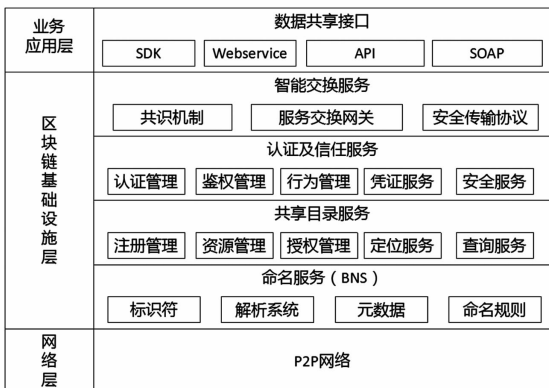 业务应用层
数据共享接口
SDK Webservice API SOAP
区块链基础设施层
智能交换服务
共识机制 服务交换网关 安全传输协议
认证及信任服务
认证管理 鉴权管理 行为管理 凭证服务 安全服务
共享目录服务
注册管理 资源管理 授权管理 定位服务 查询服务
命名服务（BNS）
标识符 解析系统 元数据 命名规则
网络层
P2P网络